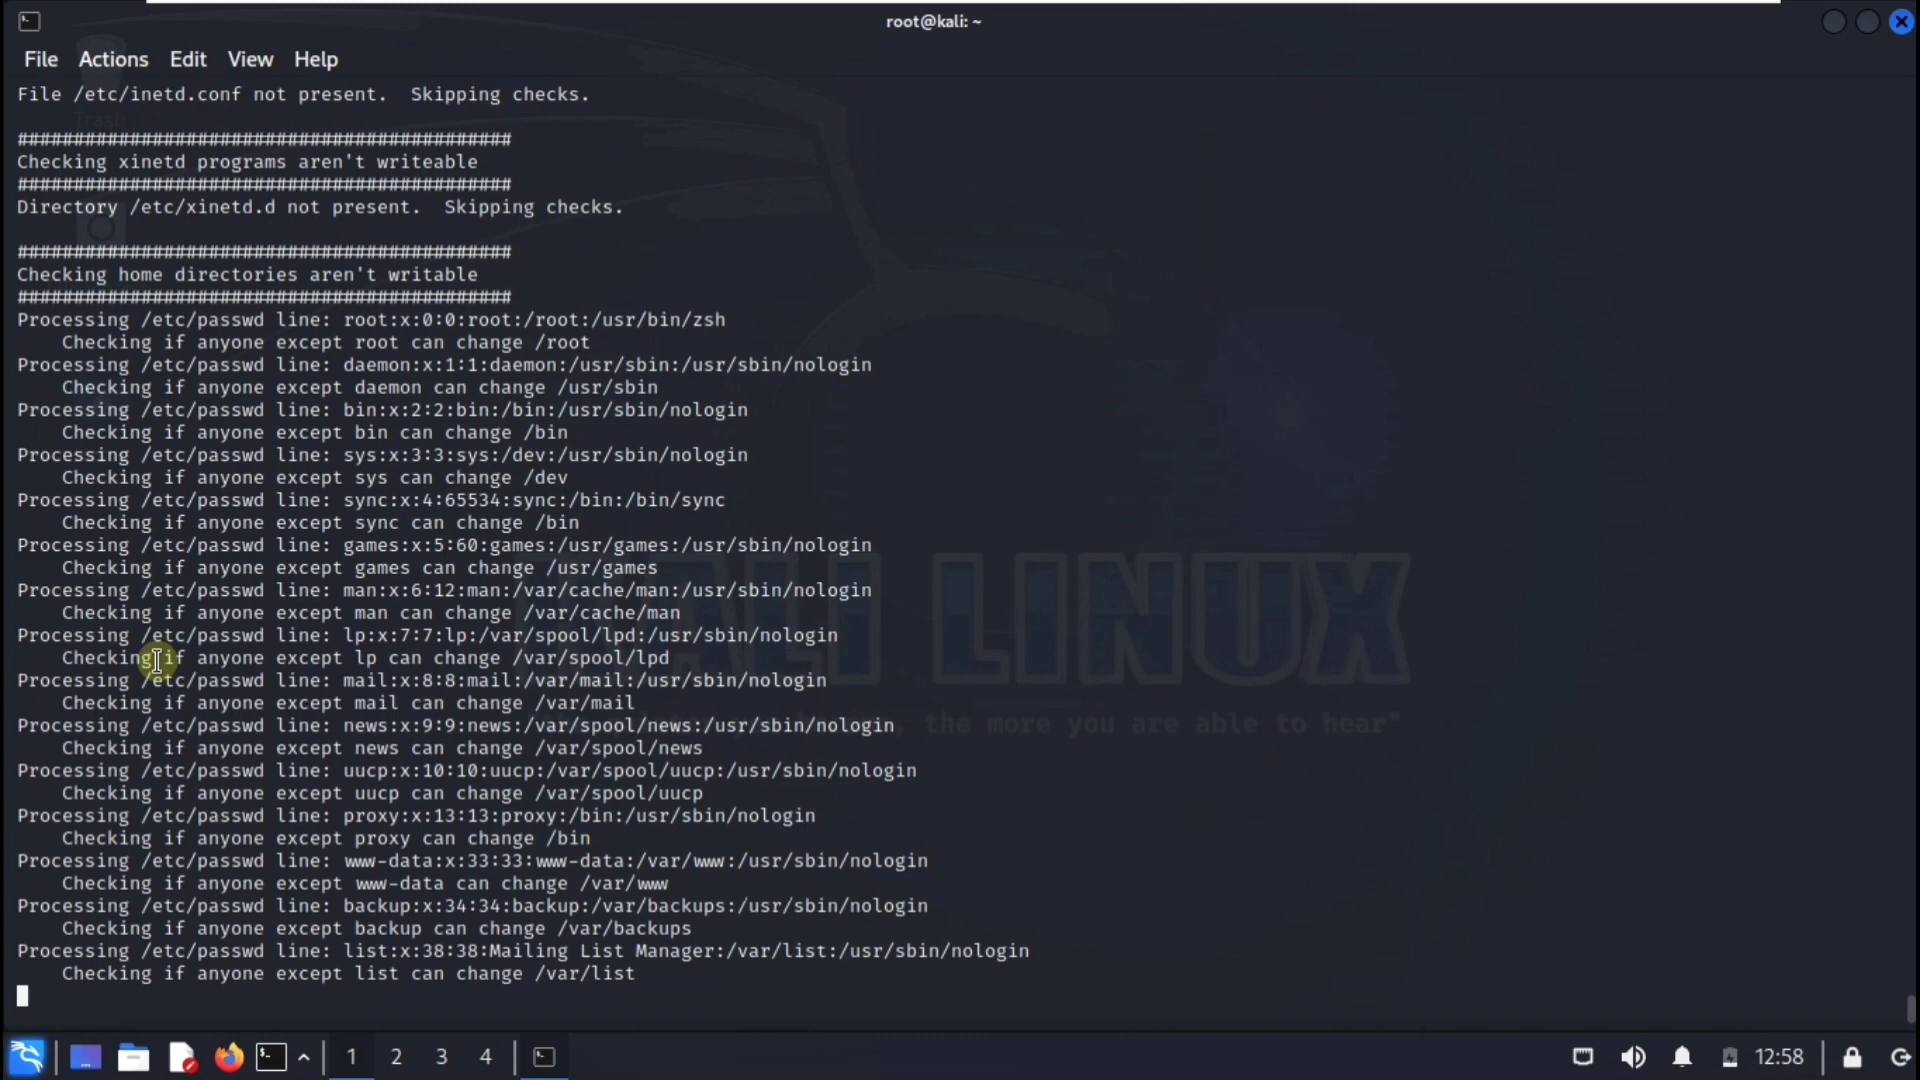 root@kali: ~
File Actions Edit View Help
File /etc/inetd.conf not present.  Skipping checks.
Trash
############################################
Checking xinetd programs aren't writeable
############################################
Directory /etc/xinetd.d not present.  Skipping checks.
############################################
Checking home directories aren't writable
############################################
Processing /etc/passwd line: root:x:0:0:root:/root:/usr/bin/zsh
    Checking if anyone except root can change /root
Processing /etc/passwd line: daemon:x:1:1:daemon:/usr/sbin:/usr/sbin/nologin
    Checking if anyone except daemon can change /usr/sbin
Processing /etc/passwd line: bin:x:2:2:bin:/bin:/usr/sbin/nologin
    Checking if anyone except bin can change /bin
Processing /etc/passwd line: sys:x:3:3:sys:/dev:/usr/sbin/nologin
    Checking if anyone except sys can change /dev
Processing /etc/passwd line: sync:x:4:65534:sync:/bin:/bin/sync
    Checking if anyone except sync can change /bin
Processing /etc/passwd line: games:x:5:60:games:/usr/games:/usr/sbin/nologin
    Checking if anyone except games can change /usr/games
Processing /etc/passwd line: man:x:6:12:man:/var/cache/man:/usr/sbin/nologin
    Checking if anyone except man can change /var/cache/man
Processing /etc/passwd line: lp:x:7:7:lp:/var/spool/lpd:/usr/sbin/nologin
    Checking if anyone except lp can change /var/spool/lpd
Processing /etc/passwd line: mail:x:8:8:mail:/var/mail:/usr/sbin/nologin
    Checking if anyone except mail can change /var/mail
Processing /etc/passwd line: news:x:9:9:news:/var/spool/news:/usr/sbin/nologin
    Checking if anyone except news can change /var/spool/news
Processing /etc/passwd line: uucp:x:10:10:uucp:/var/spool/uucp:/usr/sbin/nologin
    Checking if anyone except uucp can change /var/spool/uucp
Processing /etc/passwd line: proxy:x:13:13:proxy:/bin:/usr/sbin/nologin
    Checking if anyone except proxy can change /bin
Processing /etc/passwd line: www-data:x:33:33:www-data:/var/www:/usr/sbin/nologin
    Checking if anyone except www-data can change /var/www
Processing /etc/passwd line: backup:x:34:34:backup:/var/backups:/usr/sbin/nologin
    Checking if anyone except backup can change /var/backups
Processing /etc/passwd line: list:x:38:38:Mailing List Manager:/var/list:/usr/sbin/nologin
    Checking if anyone except list can change /var/list
KALI LINUX
, the more you are able to hear"
1 2 3 4 12:58